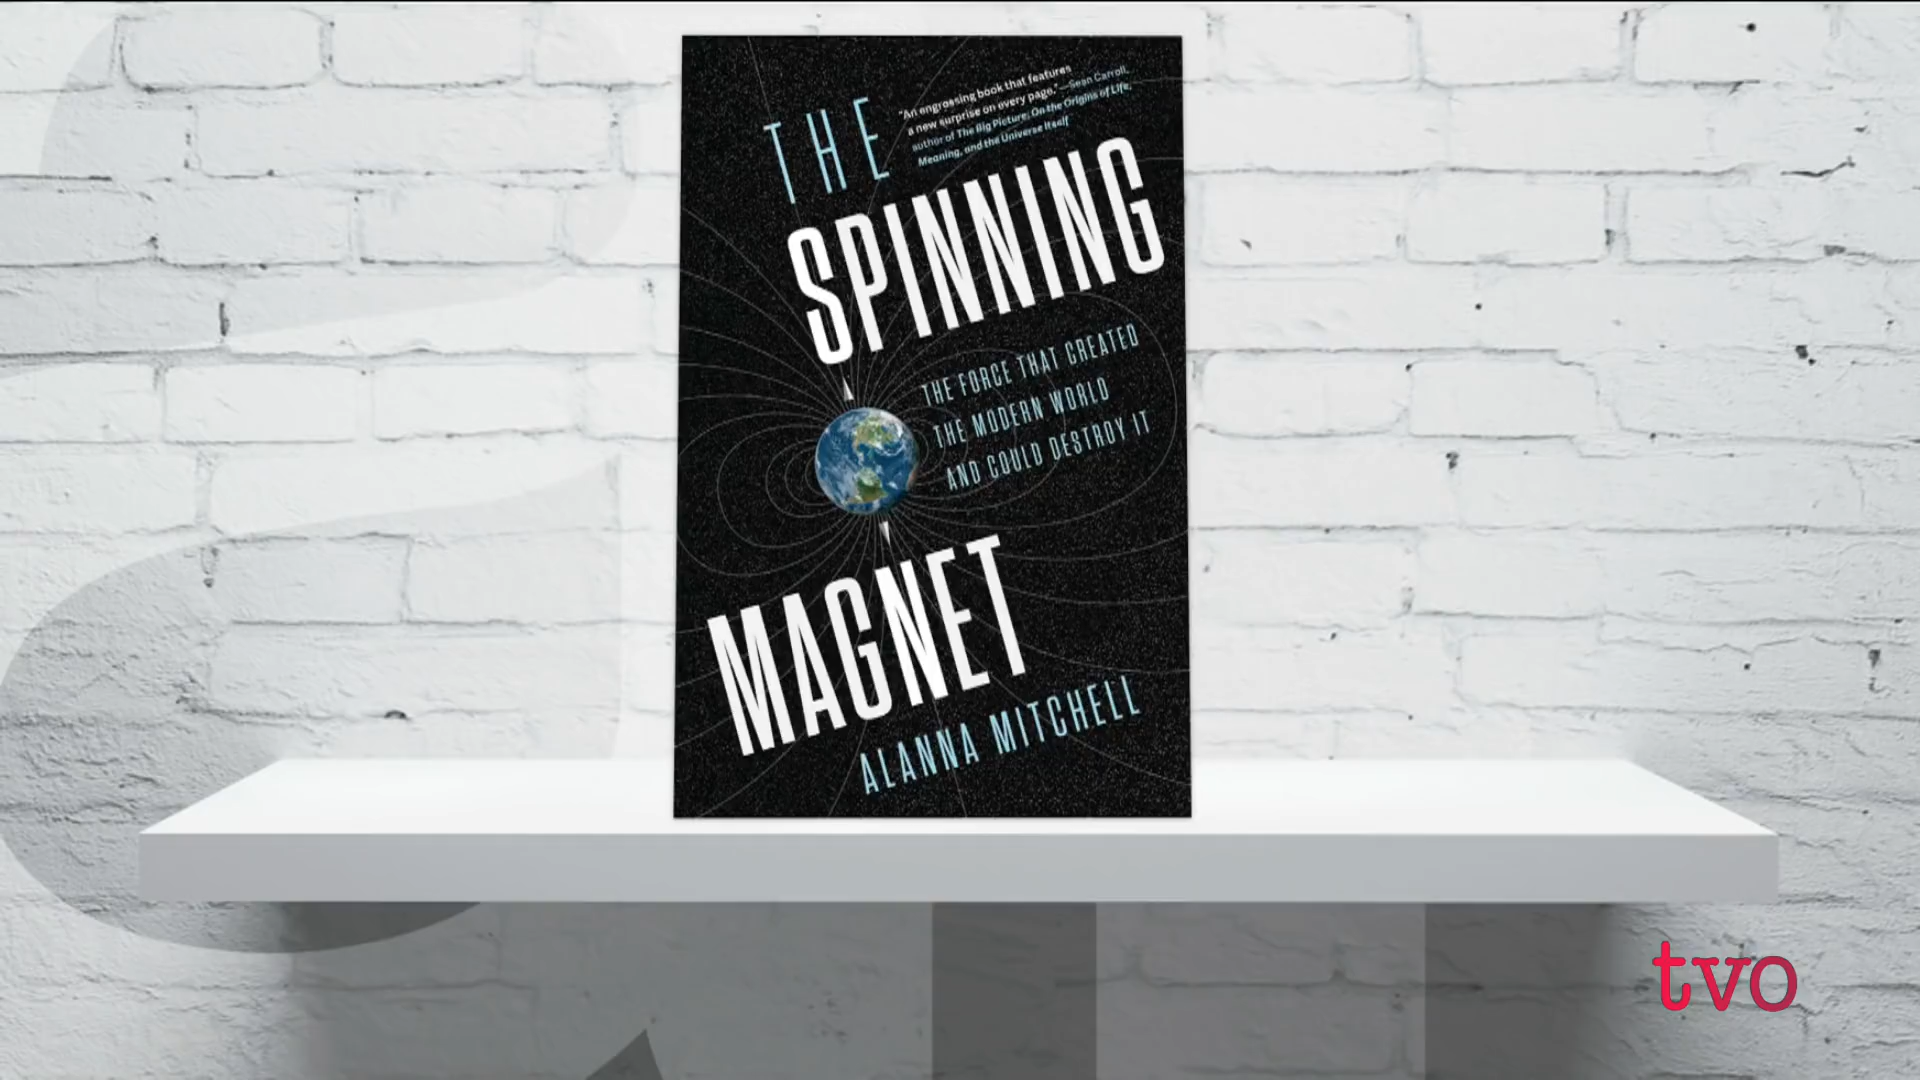 THE
"An engrossing book that features
a new surprise on every page."—Sean Carroll,
author of The Big Picture: On the Origins of Life,
Meaning, and the Universe Itself
SPINNING
THE FORCE THAT CREATED
THE MODERN WORLD
AND COULD DESTROY IT
MAGNET
ALANNA MITCHELL
tvo